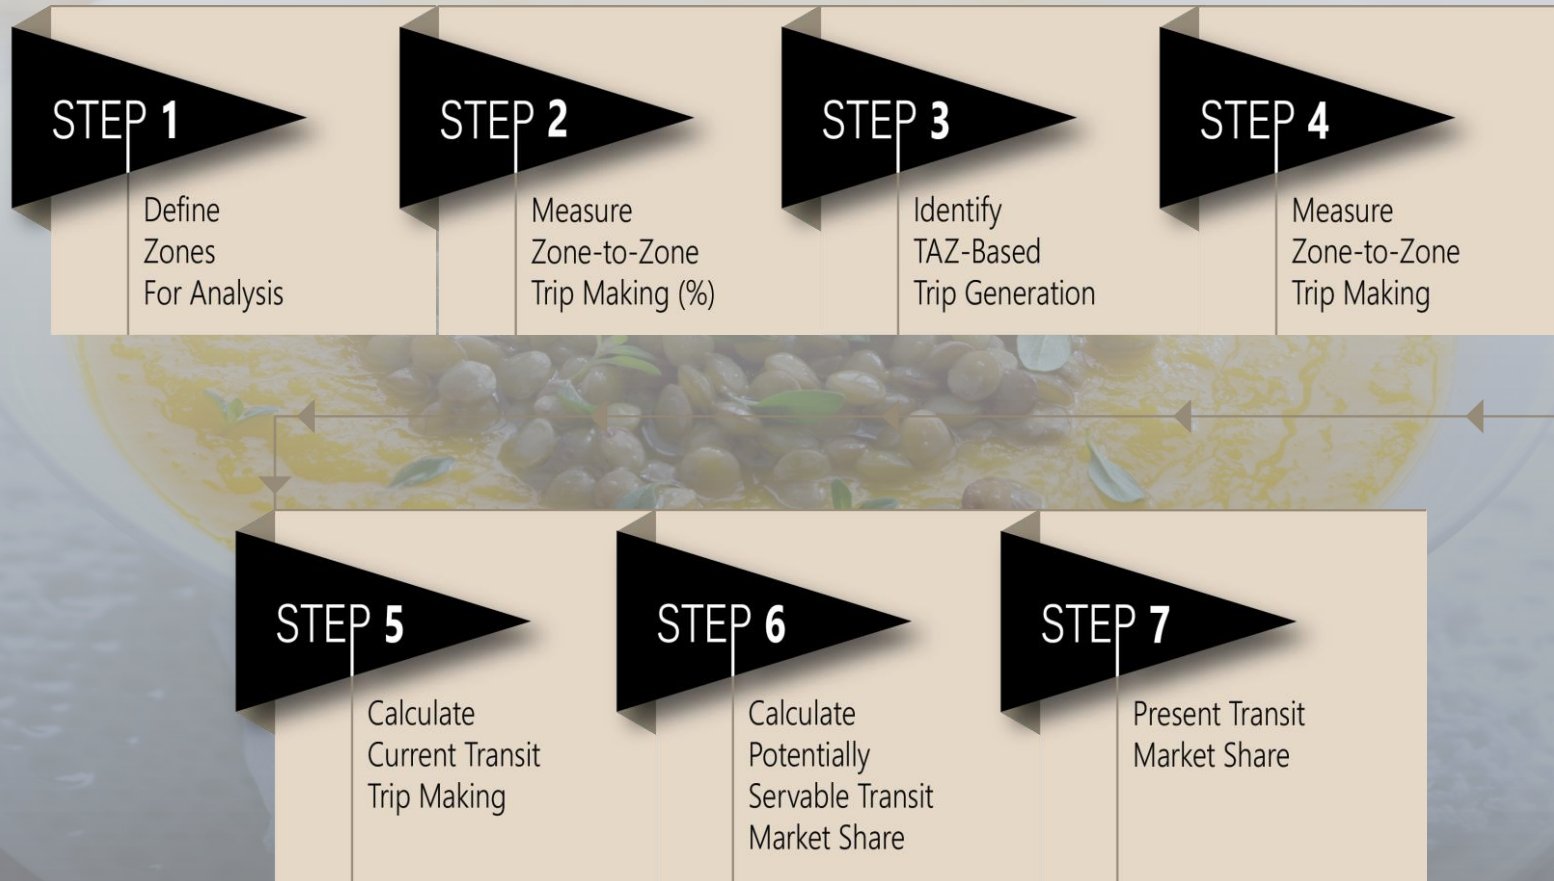 STEP 1
Define
Zones
For Analysis
STEP 2
Measure
Zone-to-Zone
Trip Making (%)
STEP 3
Identify
TAZ-Based
Trip Generation
STEP 4
Measure
Zone-to-Zone
Trip Making
STEP 5
Calculate
Current Transit
Trip Making
STEP 6
Calculate
Potentially
Servable Transit
Market Share
STEP 7
Present Transit
Market Share